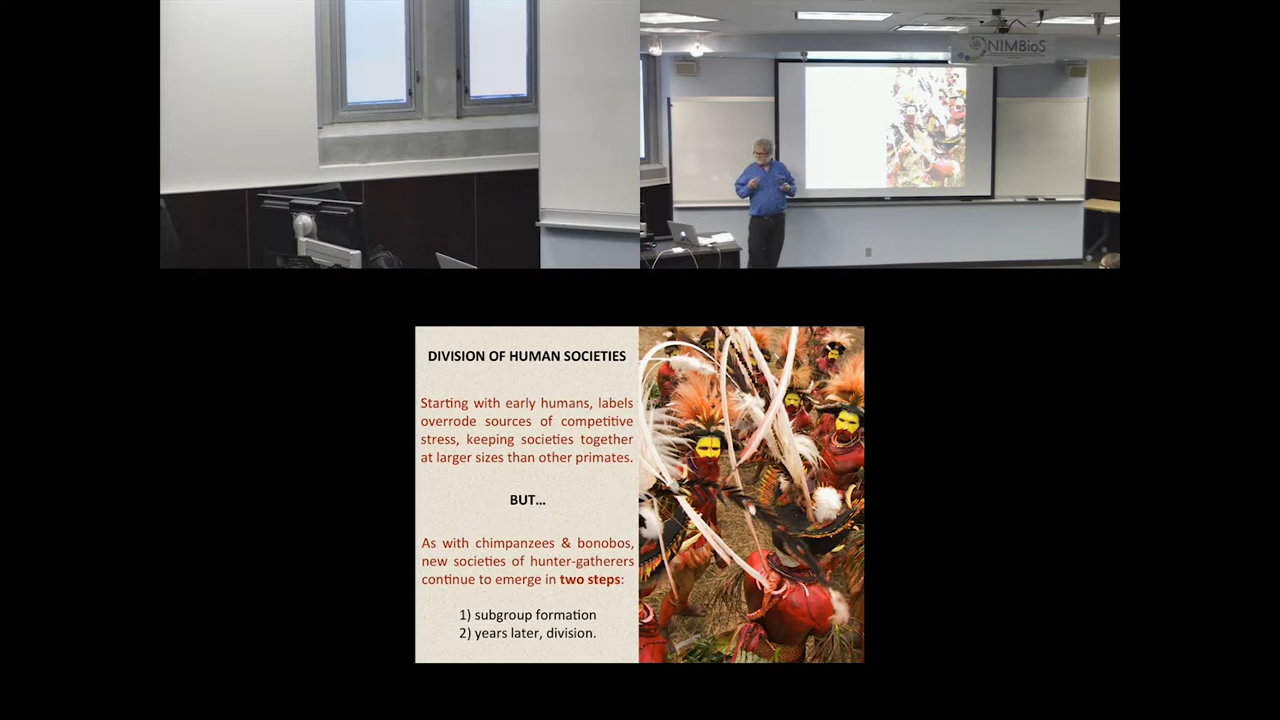 NIMBioS
DIVISION OF HUMAN SOCIETIES
Starting with early humans, labels
overrode sources of competitive
stress, keeping societies together
at larger sizes than other primates.
BUT...
As with chimpanzees & bonobos,
new societies of hunter-gatherers
continue to emerge in two steps:
1) subgroup formation
2) years later, division.